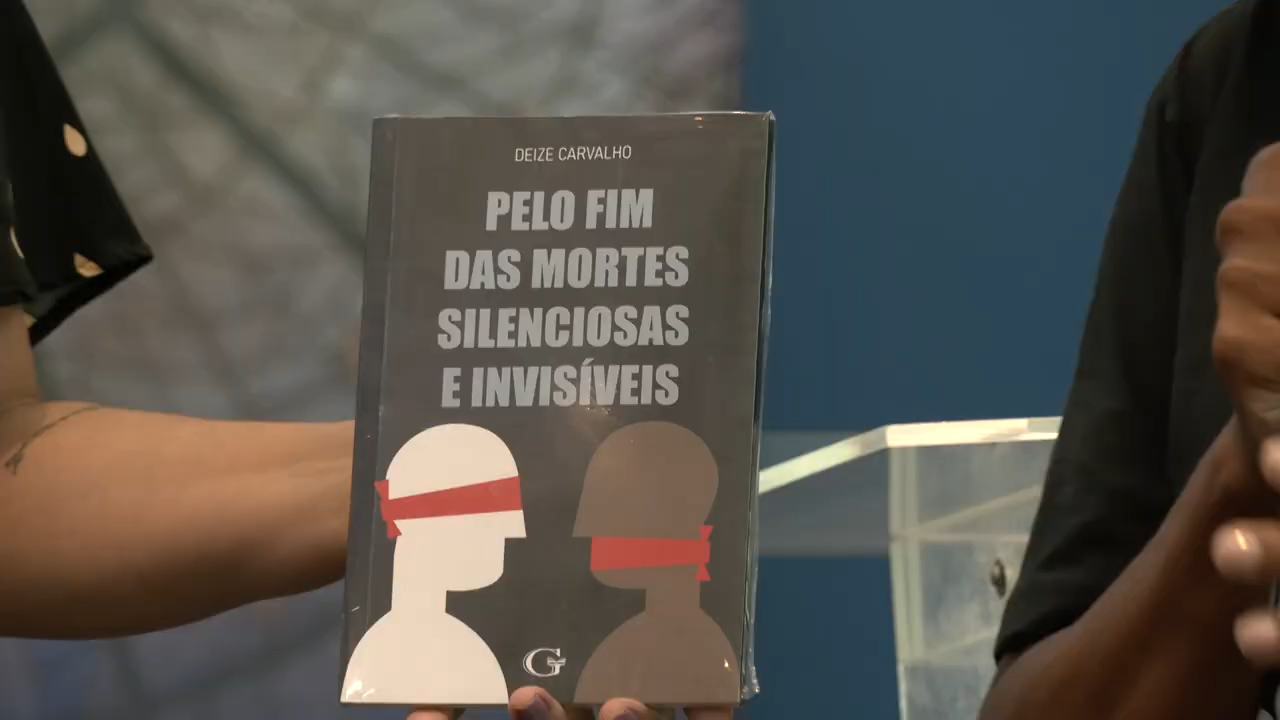 DEIZE CARVALHO
PELO FIM
DAS MORTES
SILENCIOSAS
E INVISÍVEIS
G